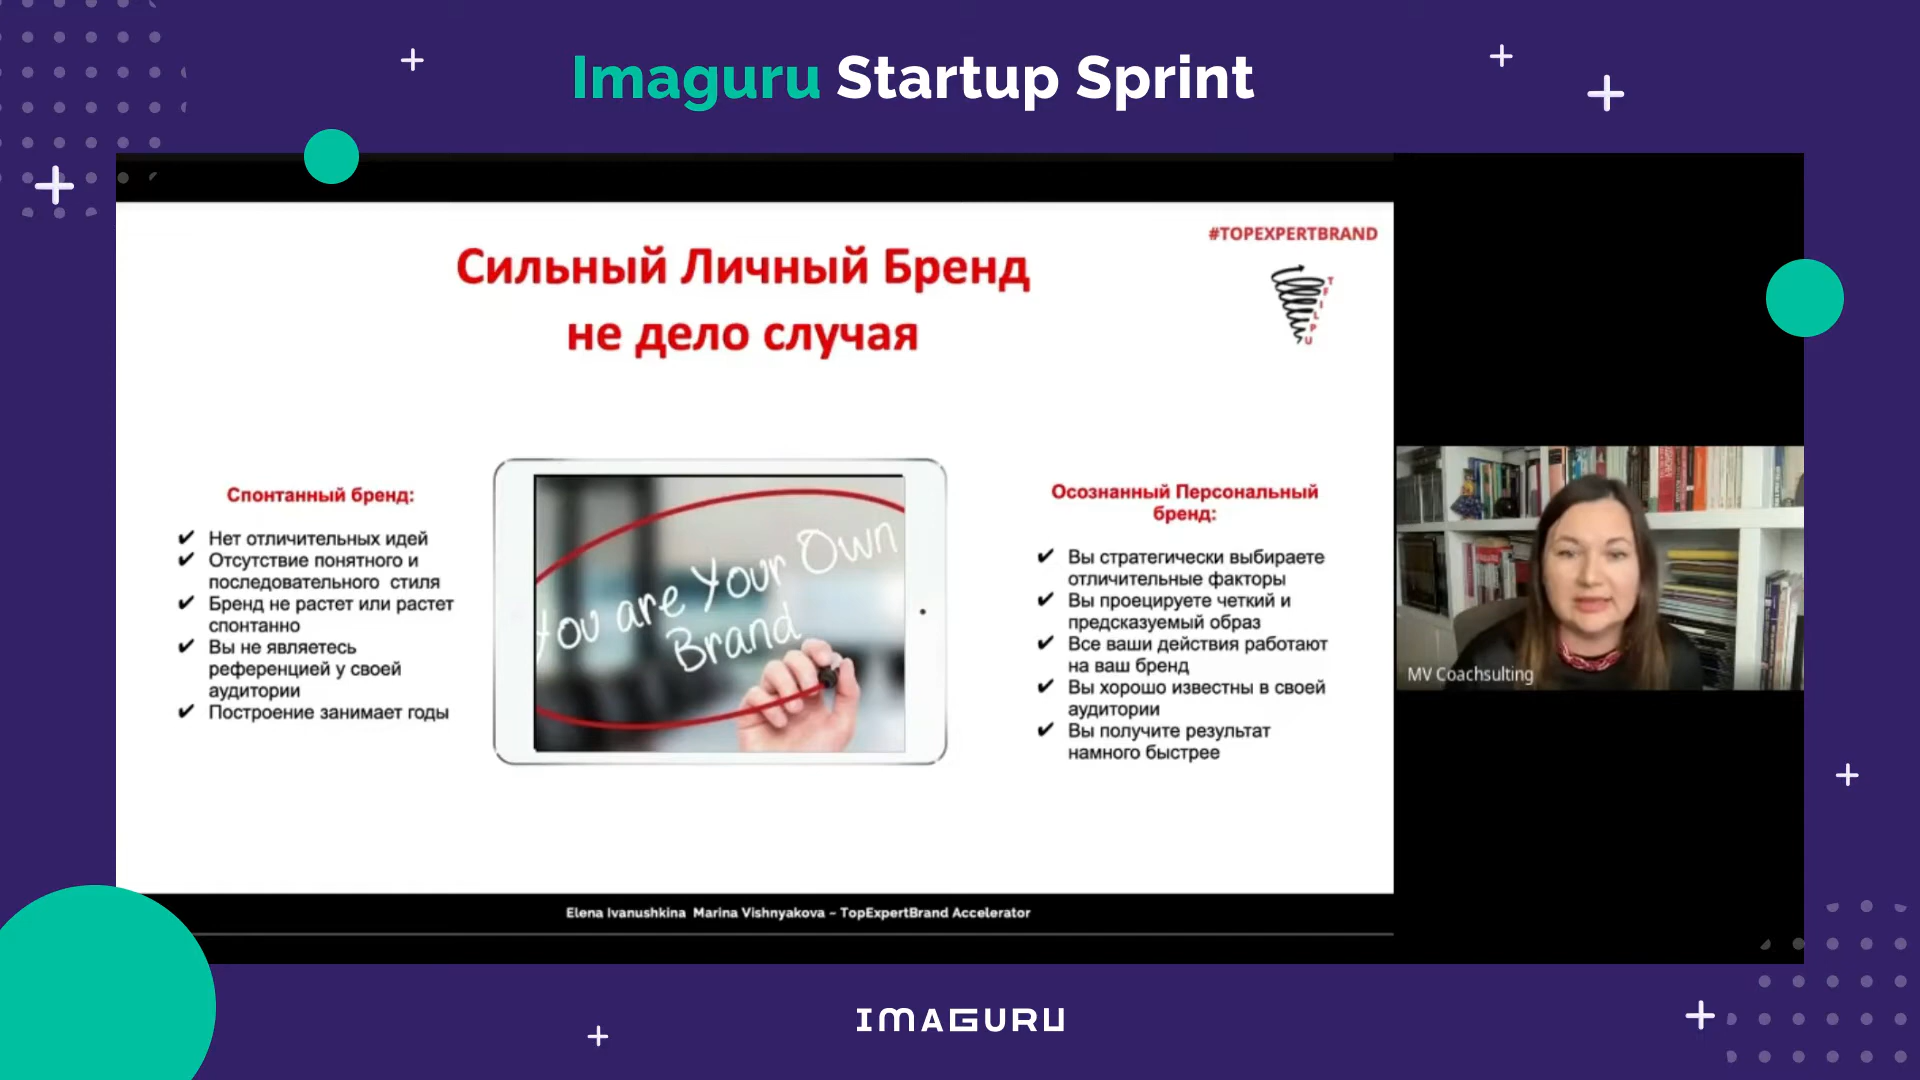 Imaguru Startup Sprint
#TOPEXPERTBRAND
Сильный Личный Бренд
не дело случая
TFILPU
Спонтанный бренд:
✔ Нет отличительных идей
✔ Отсутствие понятного и
последовательного стиля
✔ Бренд не растет или растет
спонтанно
✔ Вы не являетесь
референцией у своей
аудитории
✔ Построение занимает годы
You are Your Own
Brand
Осознанный Персональный
бренд:
✔ Вы стратегически выбираете
отличительные факторы
✔ Вы проецируете четкий и
предсказуемый образ
✔ Все ваши действия работают
на ваш бренд
✔ Вы хорошо известны в своей
аудитории
✔ Вы получите результат
намного быстрее
MV Coachsulting
Elena Ivanushkina Marina Vishnyakova – TopExpertBrand Accelerator
IMAGURU